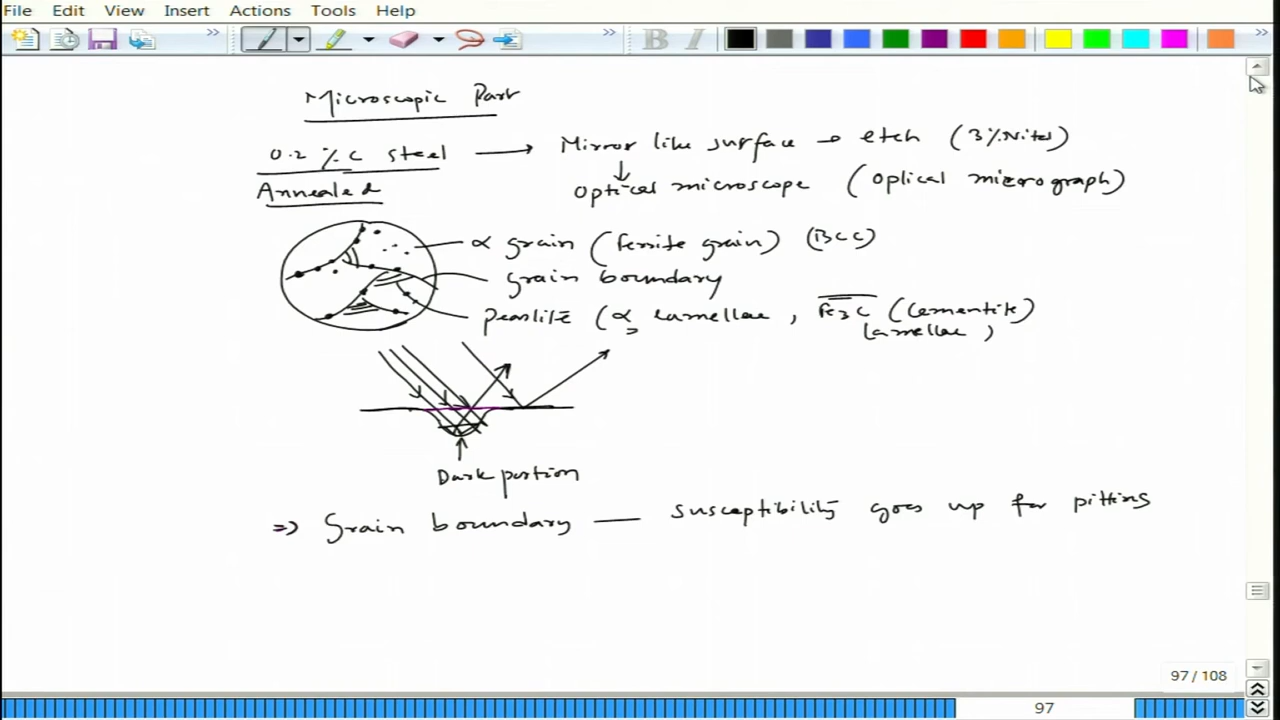 File Edit View Insert Actions Tools Help
Microscopic Part
0.2 % C steel → Mirror like surface → etch (3% Nital)
Annealed
Optical microscope (Optical micrograph)
α grain (Ferrite grain) (BCC)
grain boundary
Pearlite (α lamellae, Fe3C (Cementite)
lamellae)
Dark portion
⇒ Grain boundary — susceptibility goes up for pitting
97 / 108
97